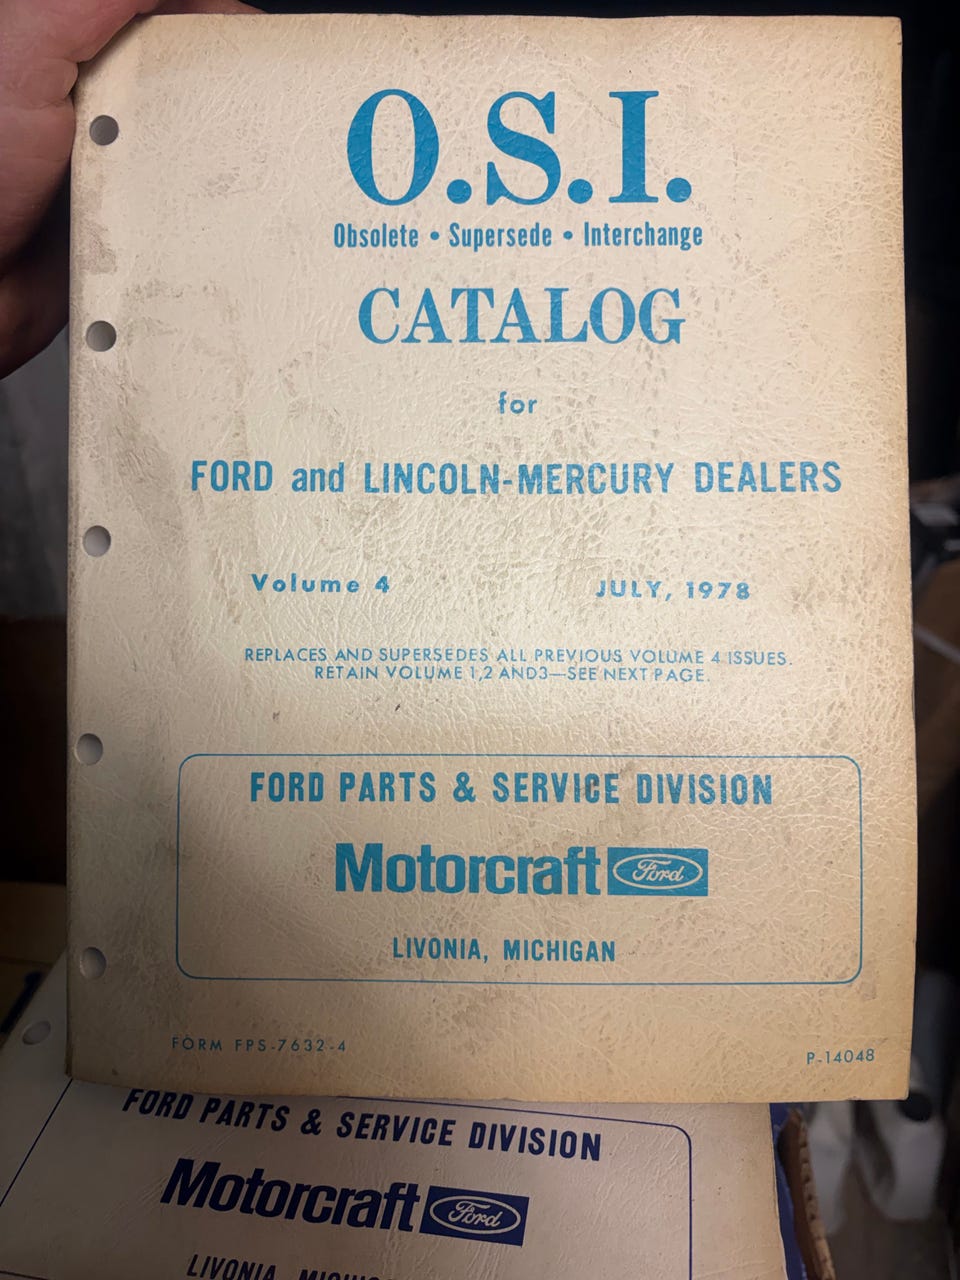 O.S.I.
Obsolete • Supersede • Interchange
CATALOG
for
FORD and LINCOLN-MERCURY DEALERS
Volume 4 JULY, 1978
REPLACES AND SUPERSEDES ALL PREVIOUS VOLUME 4 ISSUES.
RETAIN VOLUME 1,2 AND3—SEE NEXT PAGE.
FORD PARTS & SERVICE DIVISION
Motorcraft Ford
LIVONIA, MICHIGAN
FORM FPS-7632-4 P-14048
FORD PARTS & SERVICE DIVISION
Motorcraft Ford
LIVONIA,